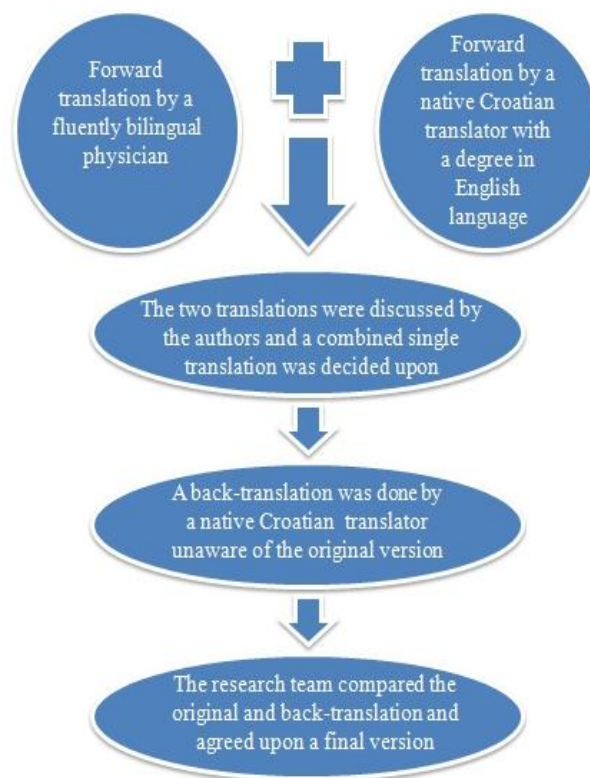 Forward
translation by a
fluently bilingual
physician
Forward
translation by a
native Croatian
translator with
a degree in
English
language
The two translations were discussed by
the authors and a combined single
translation was decided upon
A back-translation was done by
a native Croatian translator
unaware of the original version
The research team compared the
original and back-translation and
agreed upon a final version